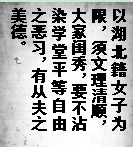 以湖北籍女子为
限，须文理清顺，
大家闺秀，要不沾
染学堂平等自由
之恶习，有从夫之
美德。